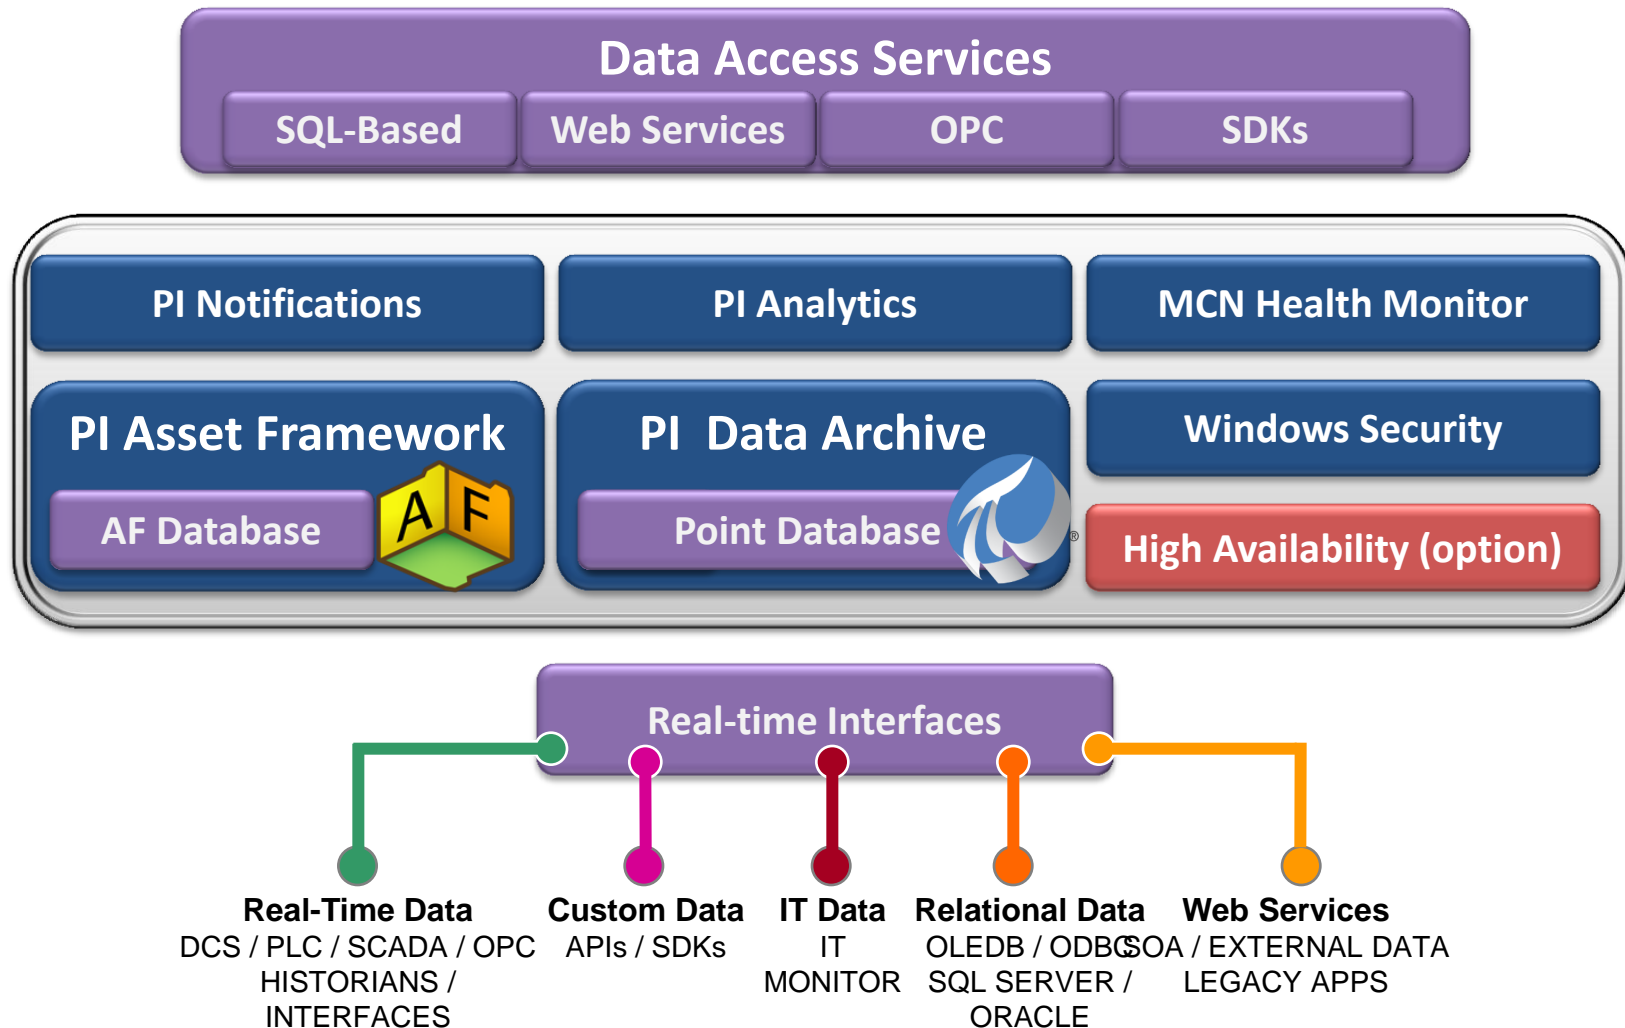 Data Access Services
SQL-Based
Web Services
OPC
SDKs
PI Notifications
PI Analytics
MCN Health Monitor
PI Asset Framework
PI  Data Archive
Windows Security
AF Database
A F
Point Database
®
High Availability (option)
Real-time Interfaces
Real-Time Data
DCS / PLC / SCADA / OPC
HISTORIANS /
INTERFACES
Custom Data
APIs / SDKs
IT Data
IT
MONITOR
Relational Data
OLEDB / ODBC
SQL SERVER /
ORACLE
Web Services
SOA / EXTERNAL DATA
LEGACY APPS